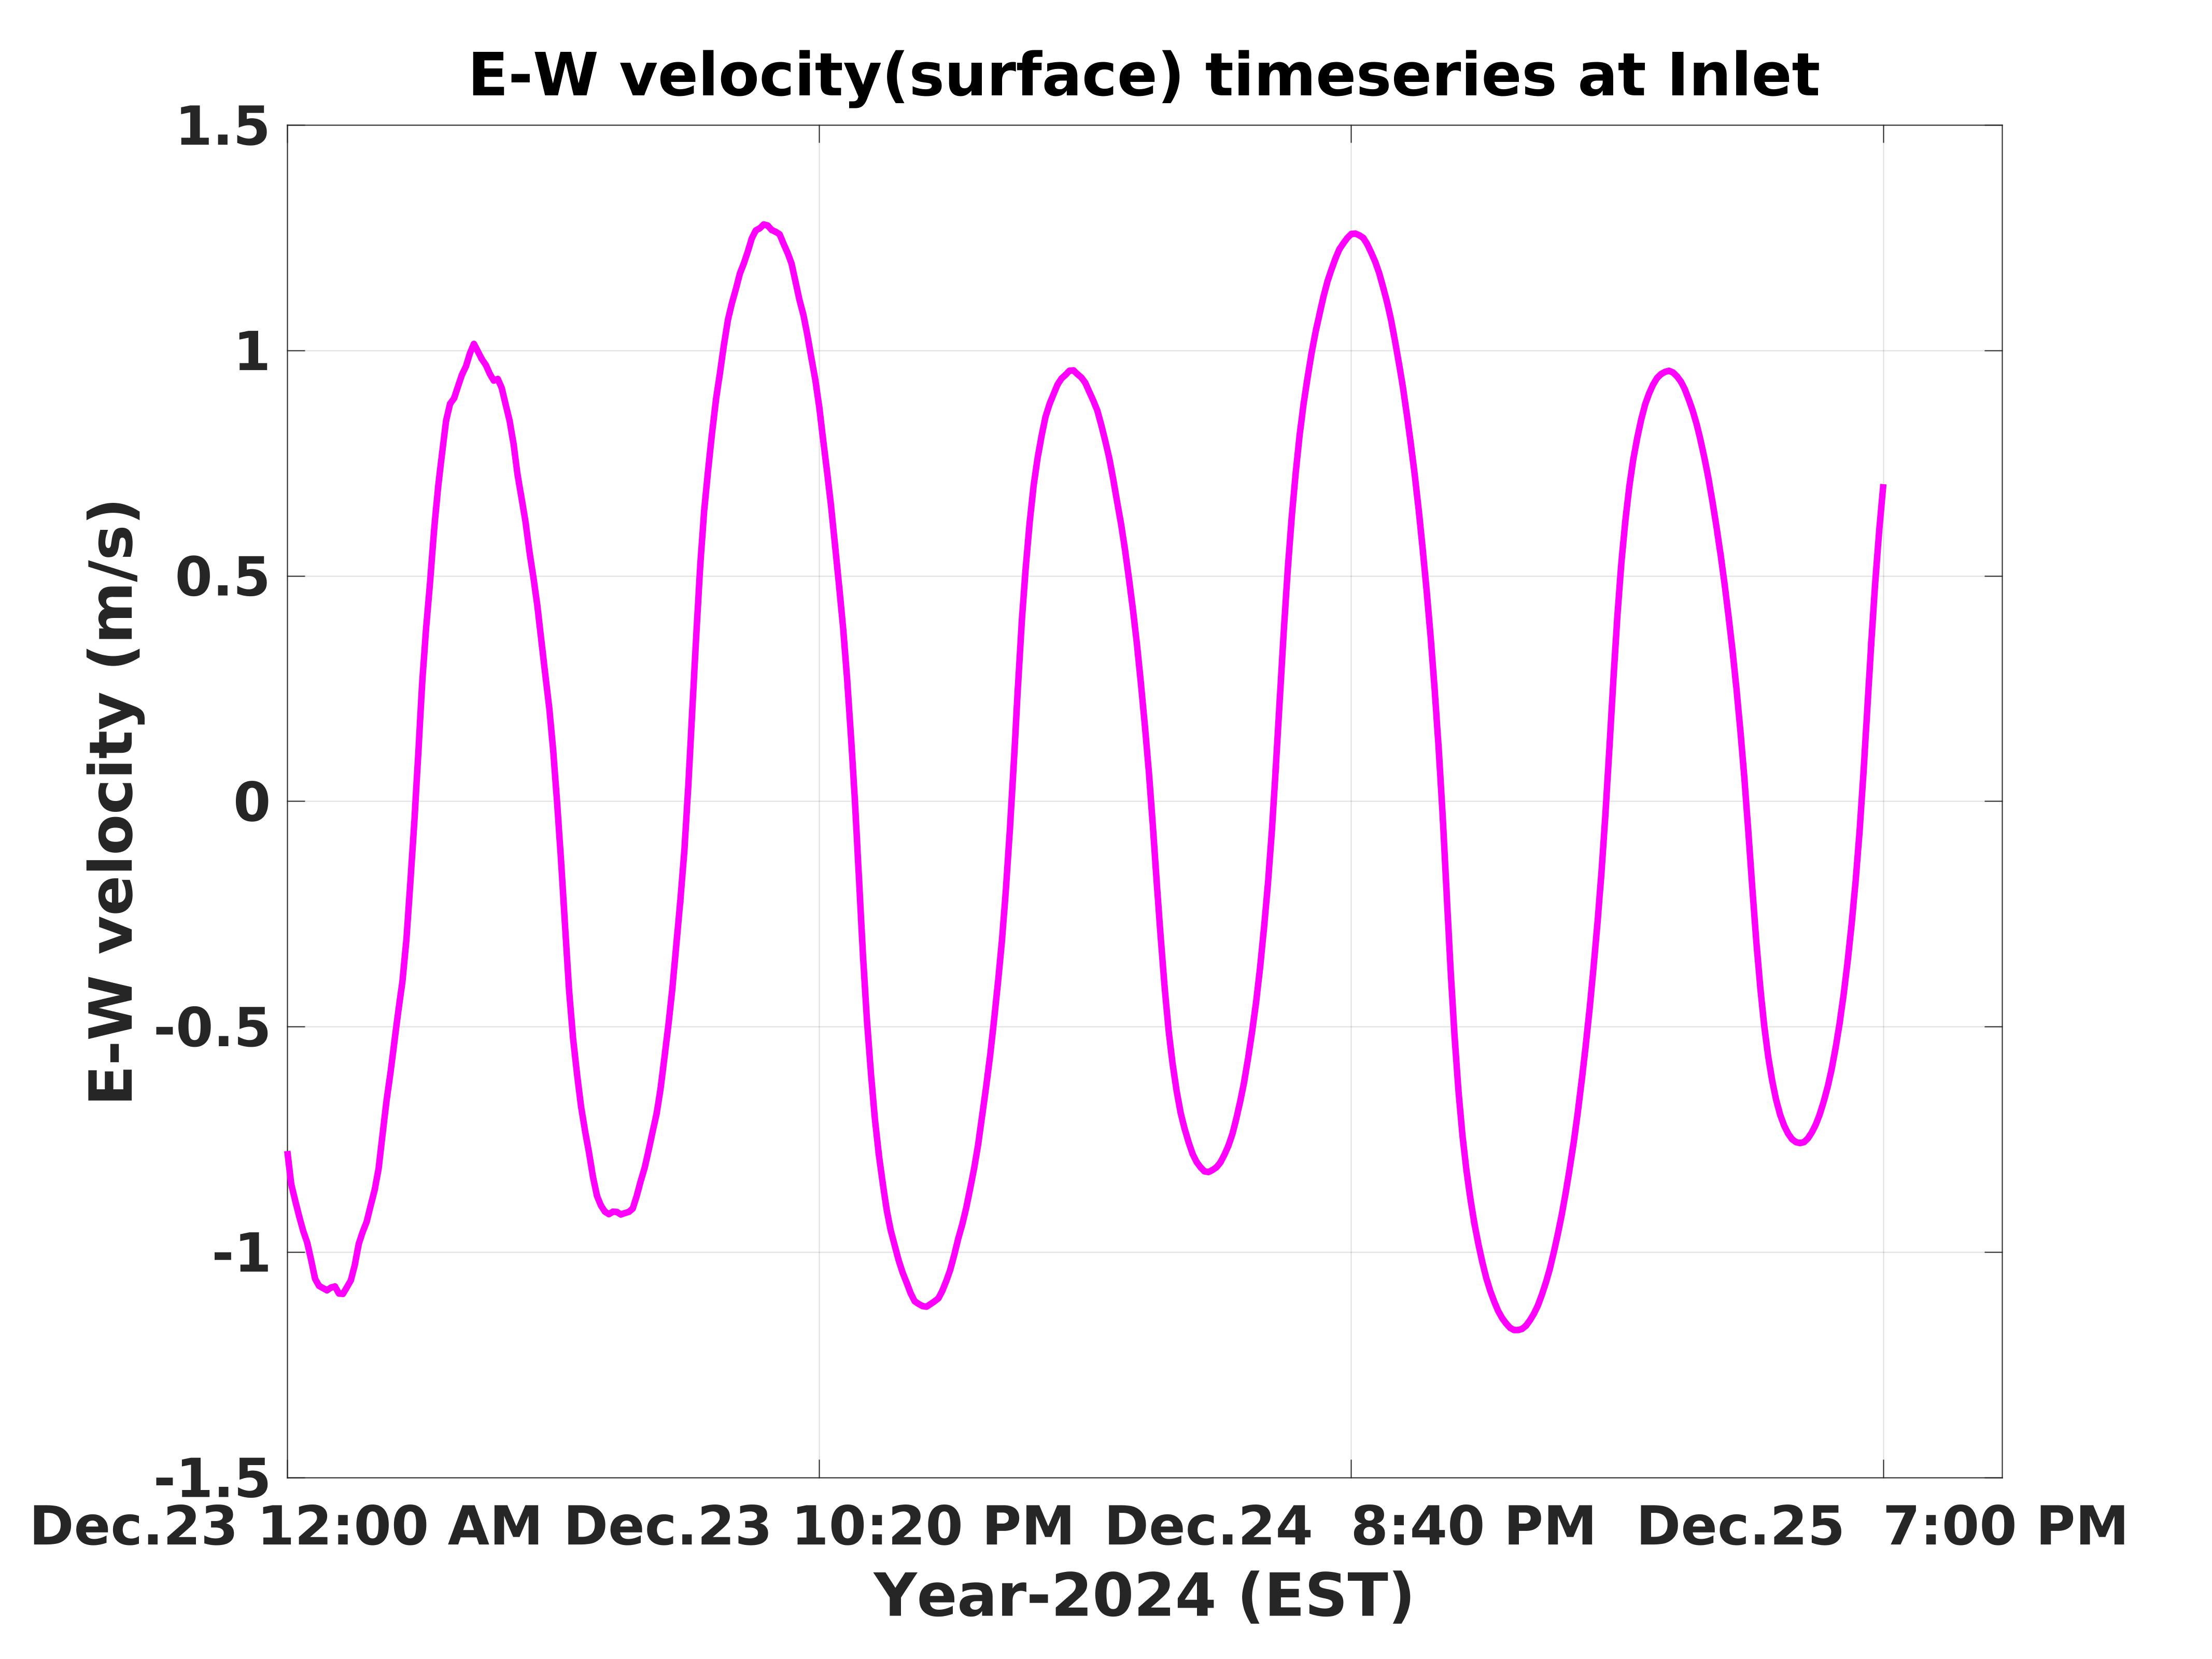 E-W velocity(surface) timeseries at Inlet
E-W velocity (m/s)
1.5
1
0.5
0
-0.5
-1
-1.5
Dec.23 12:00 AM Dec.23 10:20 PM Dec.24 8:40 PM Dec.25 7:00 PM
Year-2024 (EST)